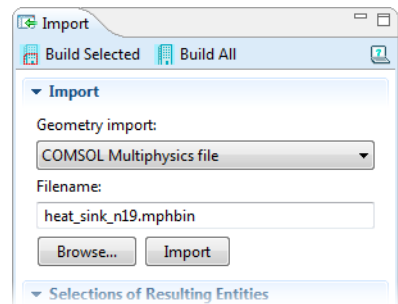 Import
Build Selected Build All
Import
Geometry import:
COMSOL Multiphysics file
Filename:
heat_sink_n19.mphbin
Browse... Import
Selections of Resulting Entities